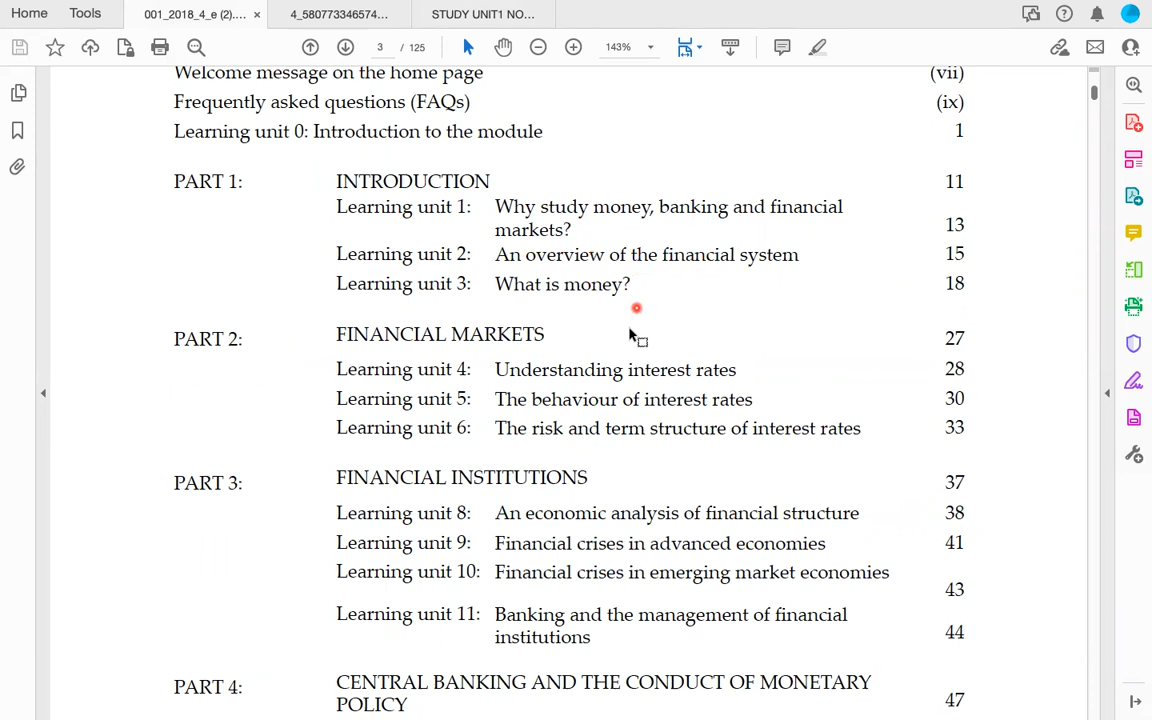 Home Tools 001_2018_4_e (2).... × 4_580773346574... STUDY UNIT1 NO...
3 / 125 143%
Welcome message on the home page (vii)
Frequently asked questions (FAQs) (ix)
Learning unit 0: Introduction to the module 1
PART 1: INTRODUCTION 11
Learning unit 1: Why study money, banking and financial
markets? 13
Learning unit 2: An overview of the financial system 15
Learning unit 3: What is money? 18
PART 2: FINANCIAL MARKETS 27
Learning unit 4: Understanding interest rates 28
Learning unit 5: The behaviour of interest rates 30
Learning unit 6: The risk and term structure of interest rates 33
PART 3: FINANCIAL INSTITUTIONS 37
Learning unit 8: An economic analysis of financial structure 38
Learning unit 9: Financial crises in advanced economies 41
Learning unit 10: Financial crises in emerging market economies
43
Learning unit 11: Banking and the management of financial
institutions 44
PART 4: CENTRAL BANKING AND THE CONDUCT OF MONETARY
POLICY 47